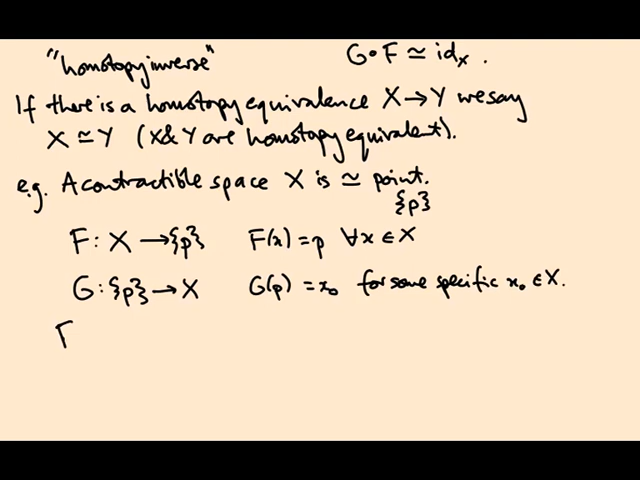 "homotopy inverse" G∘F ≃ id_X .
If there is a homotopy equivalence X → Y we say
X ≃ Y (X & Y are homotopy equivalent).
e.g. A contractible space X is ≃ point.
{p}
F : X → {p} F(x) = p ∀x ∈ X
G : {p} → X G(p) = x₀ for some specific x₀ ∈ X.
Γ